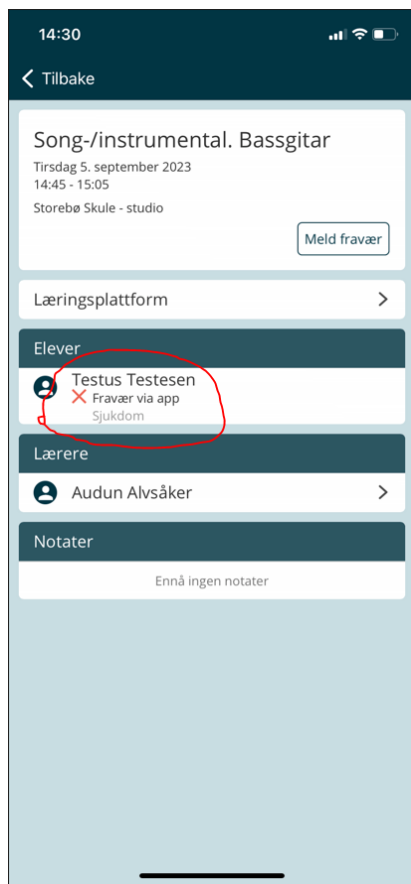 14:30
Tilbake
Song-/instrumental. Bassgitar
Tirsdag 5. september 2023
14:45 - 15:05
Storebø Skule - studio
Meld fravær
Læringsplattform
Elever
Testus Testesen
Fravær via app
Sjukdom
Lærere
Audun Alvsåker
Notater
Ennå ingen notater